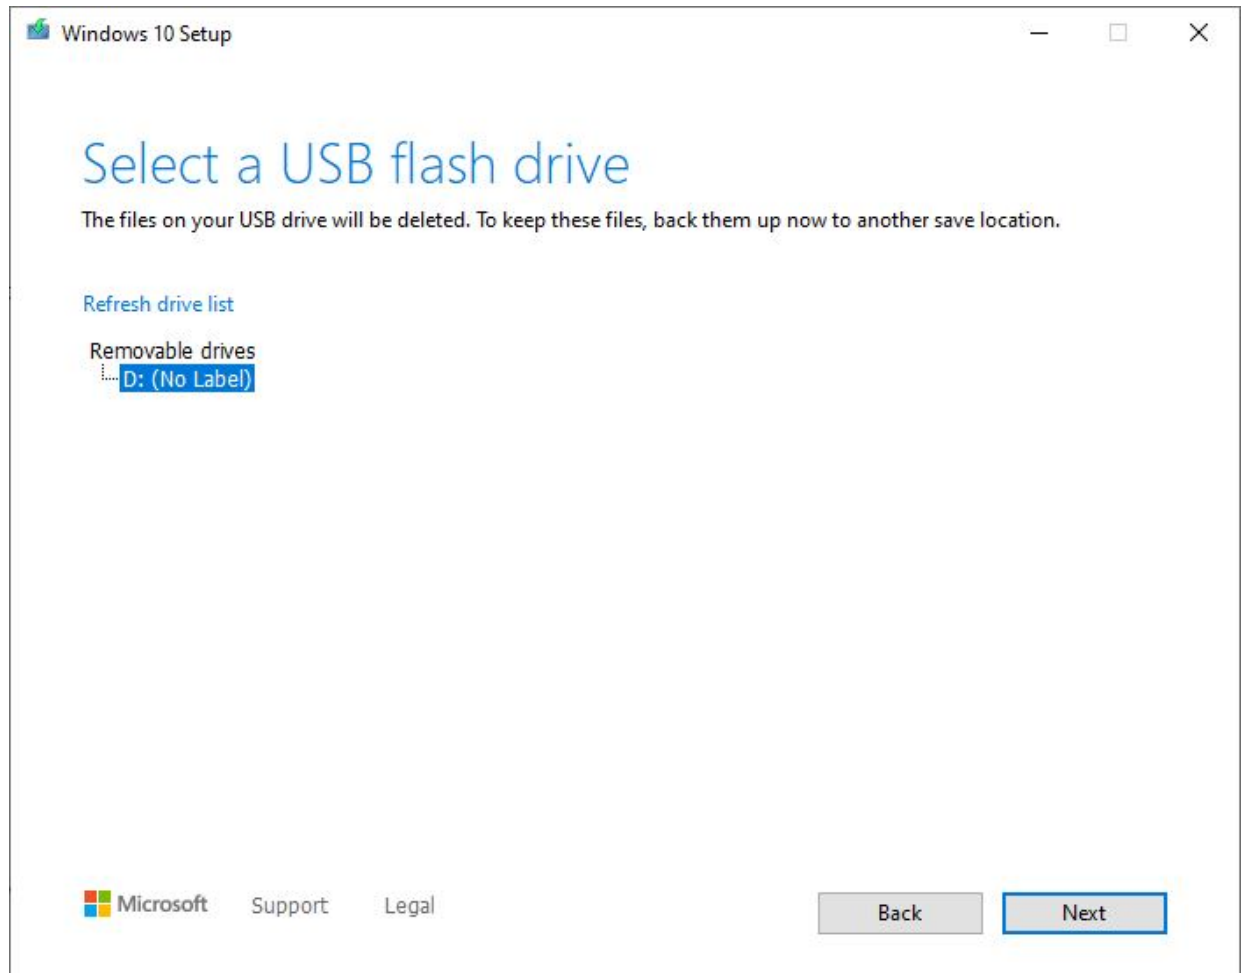 Windows 10 Setup
Select a USB flash drive
The files on your USB drive will be deleted. To keep these files, back them up now to another save location.
Refresh drive list
Removable drives
D: (No Label)
Microsoft Support Legal Back Next